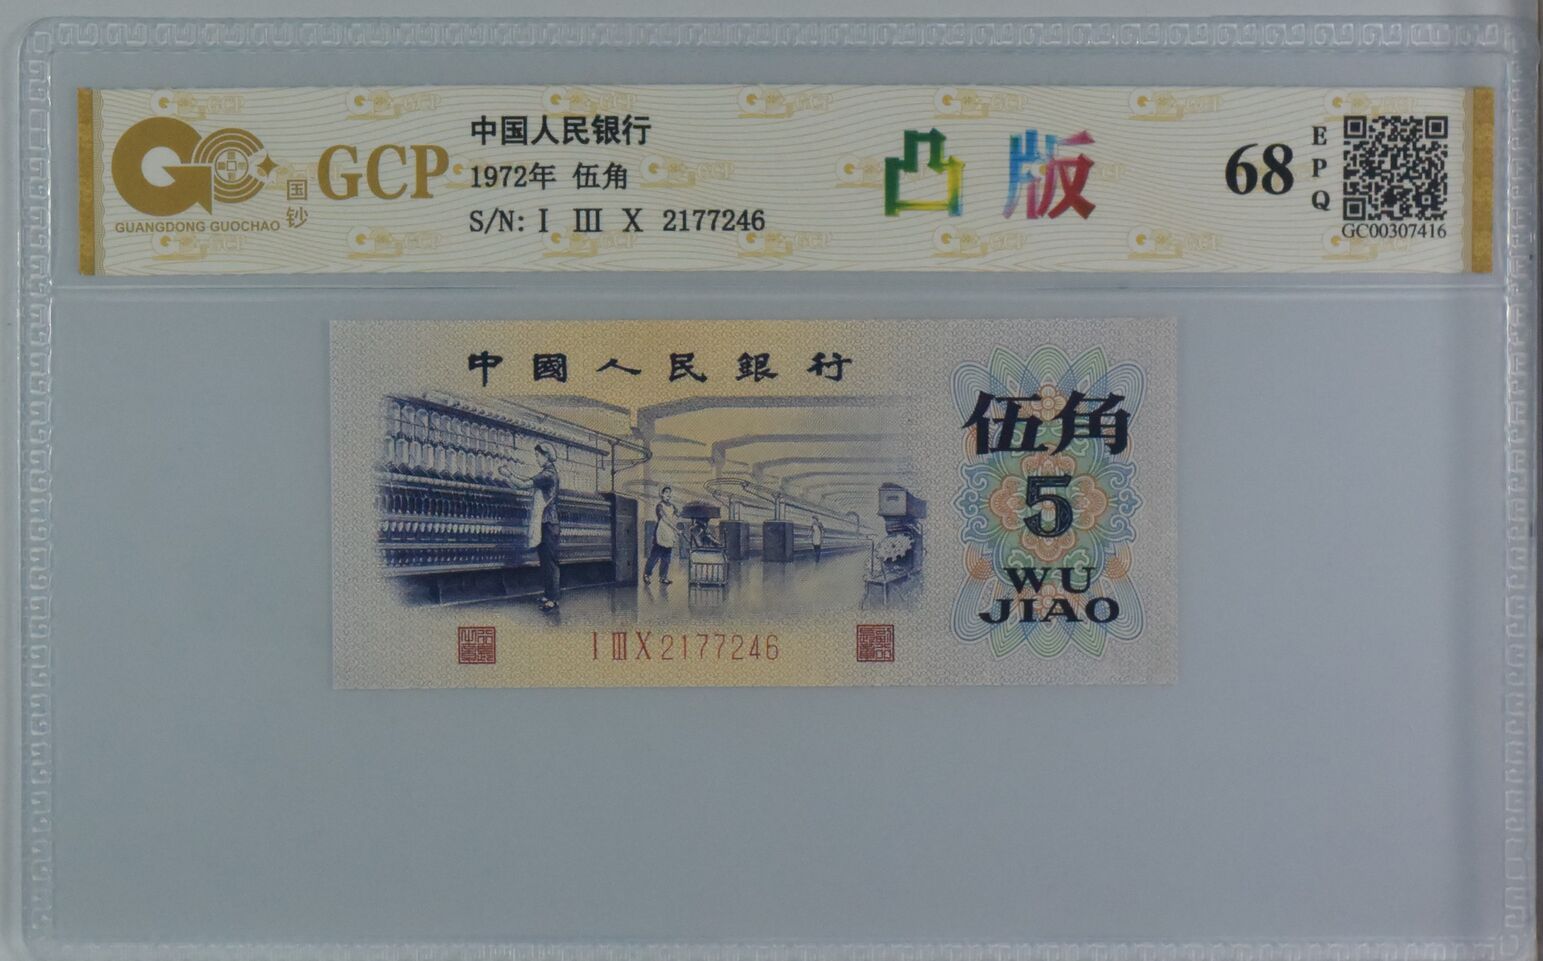 GCP
国钞
GUANGDONG GUOCHAO
中国人民银行
1972年 伍角
S/N: I III X 2177246
凸版
68
EPQ
GC00307416
中國人民銀行
伍角
5
WU
JIAO
I III X 2177246